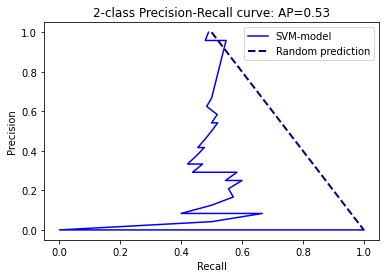 2-class Precision-Recall curve: AP=0.53
SVM-model
Random prediction
1.0
0.8
0.6
0.4
0.2
0.0
Precision
0.0 0.2 0.4 0.6 0.8 1.0
Recall